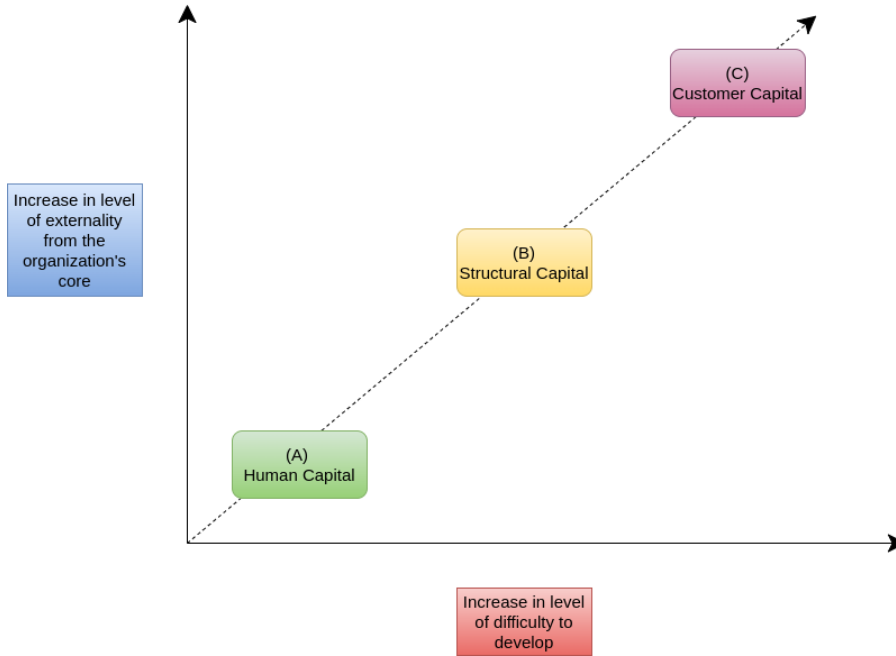 (C)
Customer Capital
Increase in level
of externality
from the
organization's
core
(B)
Structural Capital
(A)
Human Capital
Increase in level
of difficulty to
develop